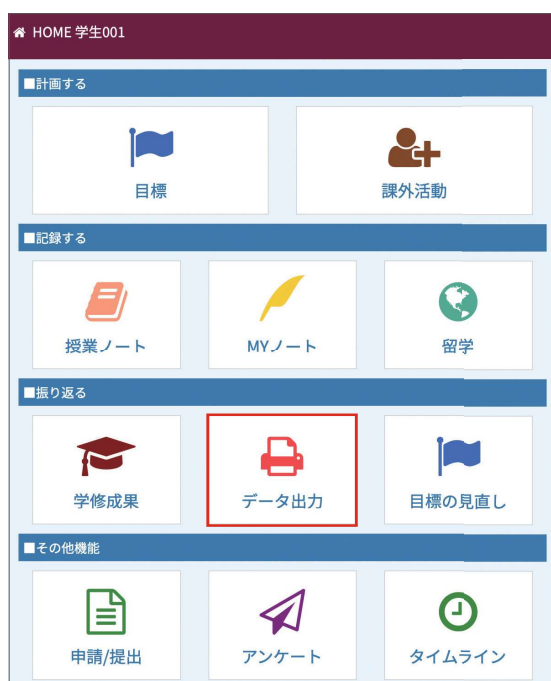 HOME 学生001
■計画する
目標
課外活動
■記録する
授業ノート
MYノート
留学
■振り返る
学修成果
データ出力
目標の見直し
■その他機能
申請/提出
アンケート
タイムライン